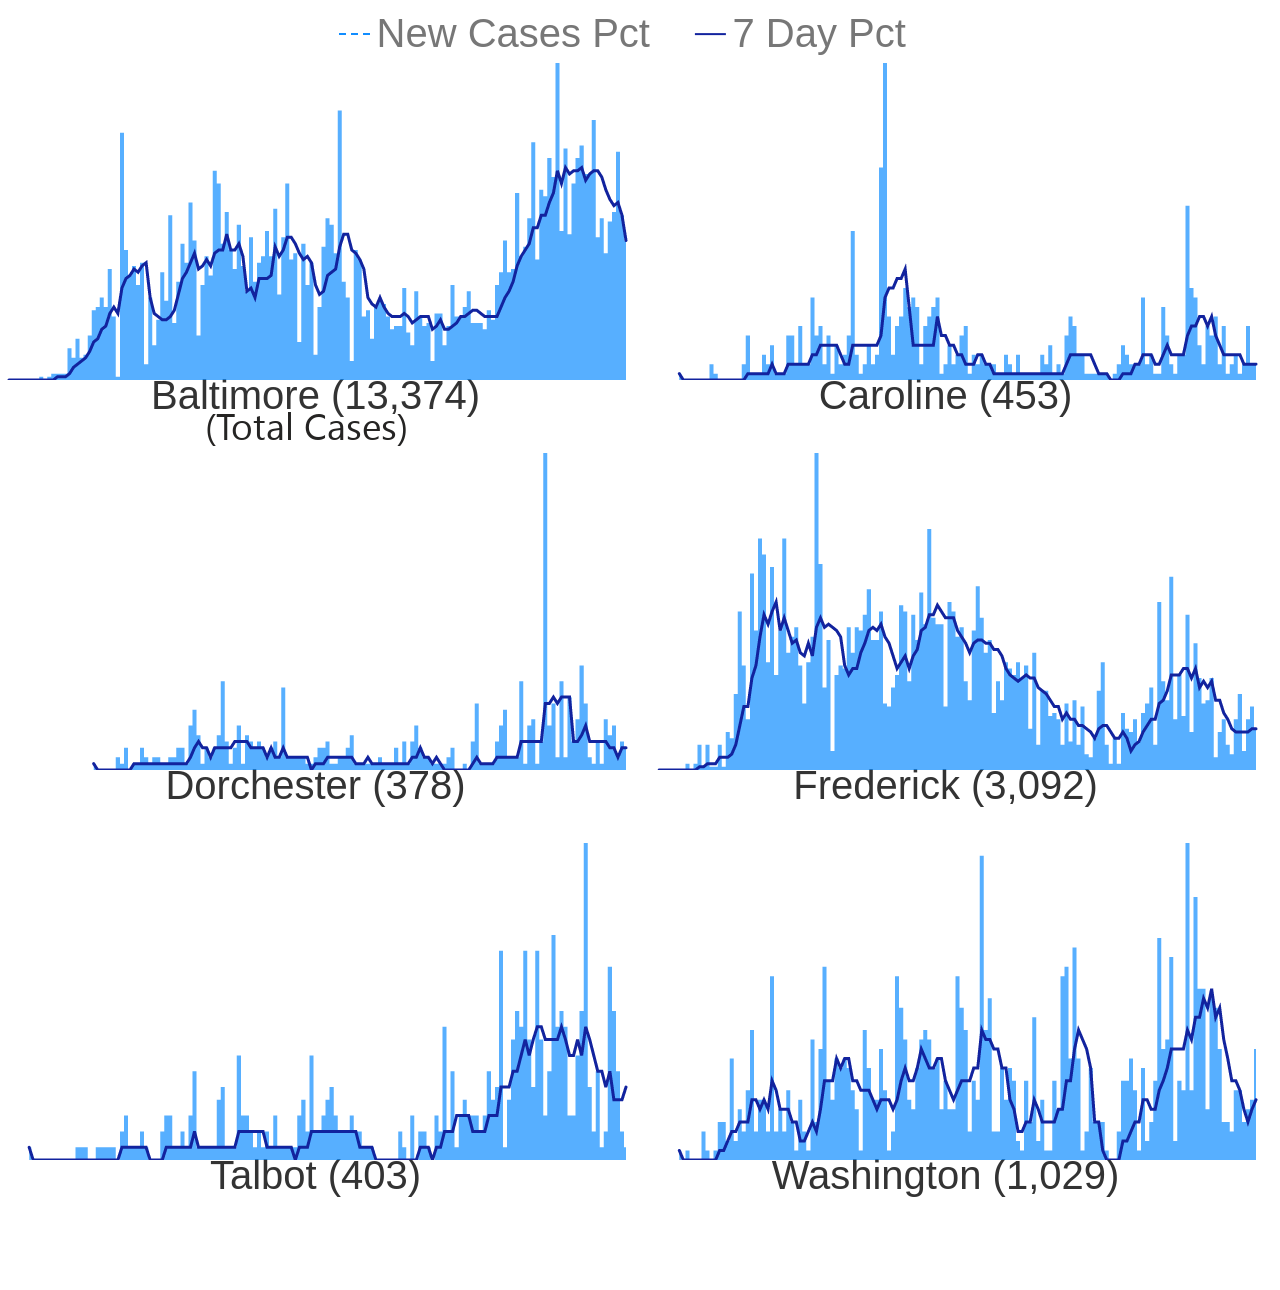 New Cases Pct 7 Day Pct
Baltimore (13,374) Caroline (453)
(Total Cases)
Dorchester (378) Frederick (3,092)
Talbot (403) Washington (1,029)